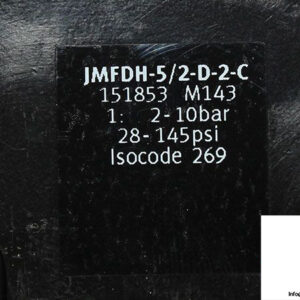 JMFDH-5/2-D-2-C
151853 M143
1: 2-10bar
28-145psi
Isocode 269